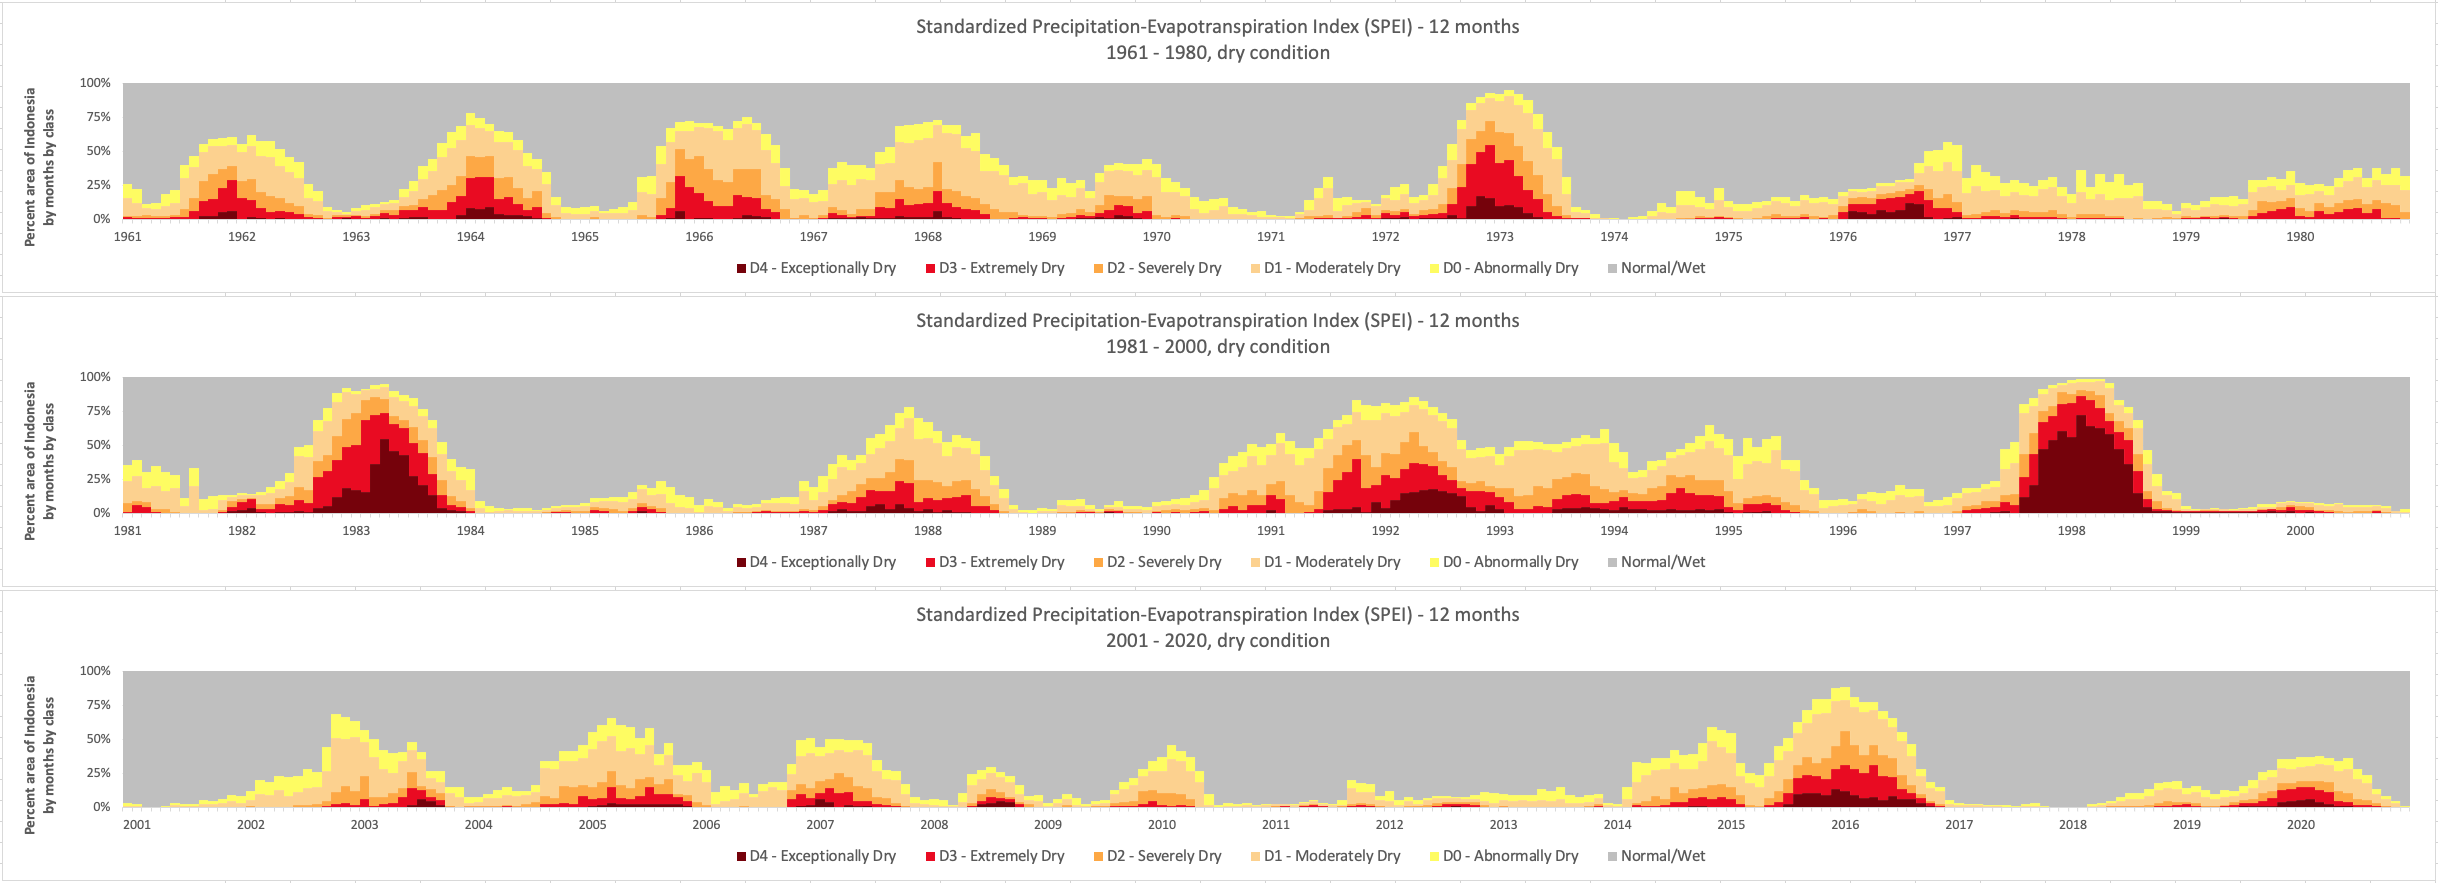 Standardized Precipitation-Evapotranspiration Index (SPEI) - 12 months
1961 - 1980, dry condition
Percent area of Indonesia
by months by class
100%
75%
50%
25%
0%
1961 1962 1963 1964 1965 1966 1967 1968 1969 1970 1971 1972 1973 1974 1975 1976 1977 1978 1979 1980
D4 - Exceptionally Dry D3 - Extremely Dry D2 - Severely Dry D1 - Moderately Dry D0 - Abnormally Dry Normal/Wet
Standardized Precipitation-Evapotranspiration Index (SPEI) - 12 months
1981 - 2000, dry condition
Percent area of Indonesia
by months by class
100%
75%
50%
25%
0%
1981 1982 1983 1984 1985 1986 1987 1988 1989 1990 1991 1992 1993 1994 1995 1996 1997 1998 1999 2000
D4 - Exceptionally Dry D3 - Extremely Dry D2 - Severely Dry D1 - Moderately Dry D0 - Abnormally Dry Normal/Wet
Standardized Precipitation-Evapotranspiration Index (SPEI) - 12 months
2001 - 2020, dry condition
Percent area of Indonesia
by months by class
100%
75%
50%
25%
0%
2001 2002 2003 2004 2005 2006 2007 2008 2009 2010 2011 2012 2013 2014 2015 2016 2017 2018 2019 2020
D4 - Exceptionally Dry D3 - Extremely Dry D2 - Severely Dry D1 - Moderately Dry D0 - Abnormally Dry Normal/Wet